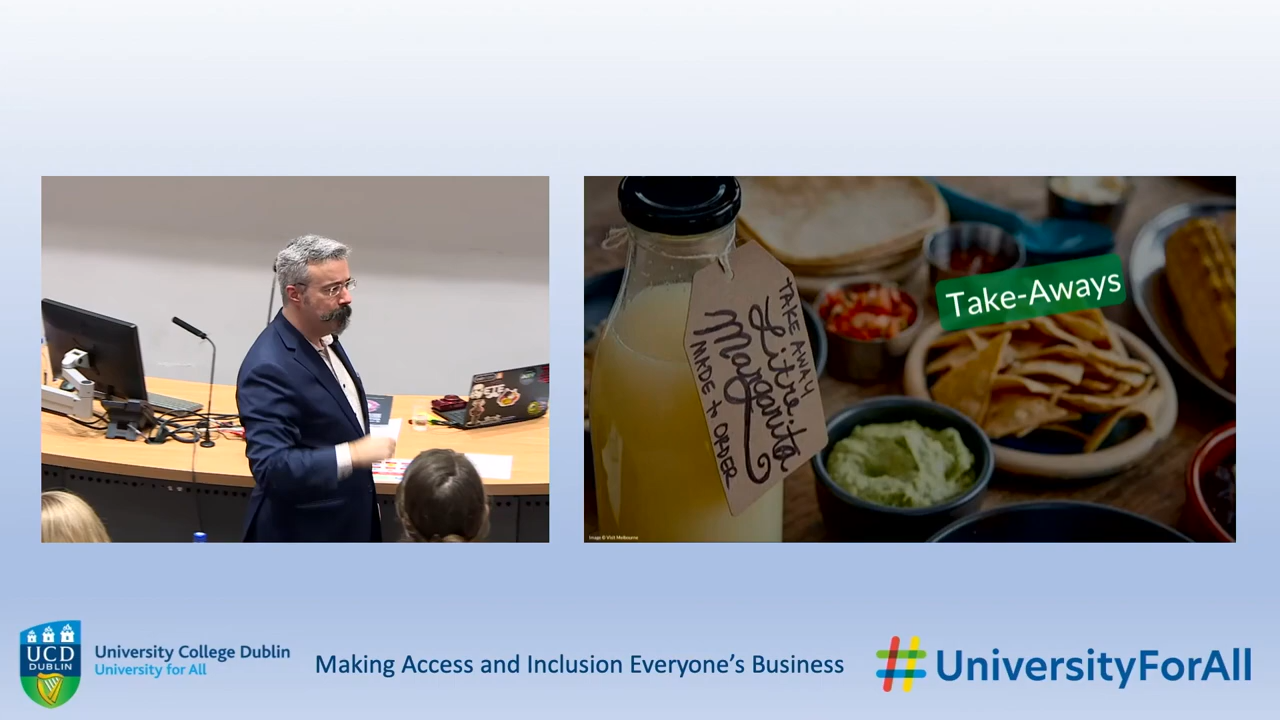 TAKE AWAY
Litre
Margarita
MADE to ORDER
Take-Aways
Image © Visit Melbourne
UCD
DUBLIN
University College Dublin
University for All
Making Access and Inclusion Everyone's Business
#UniversityForAll